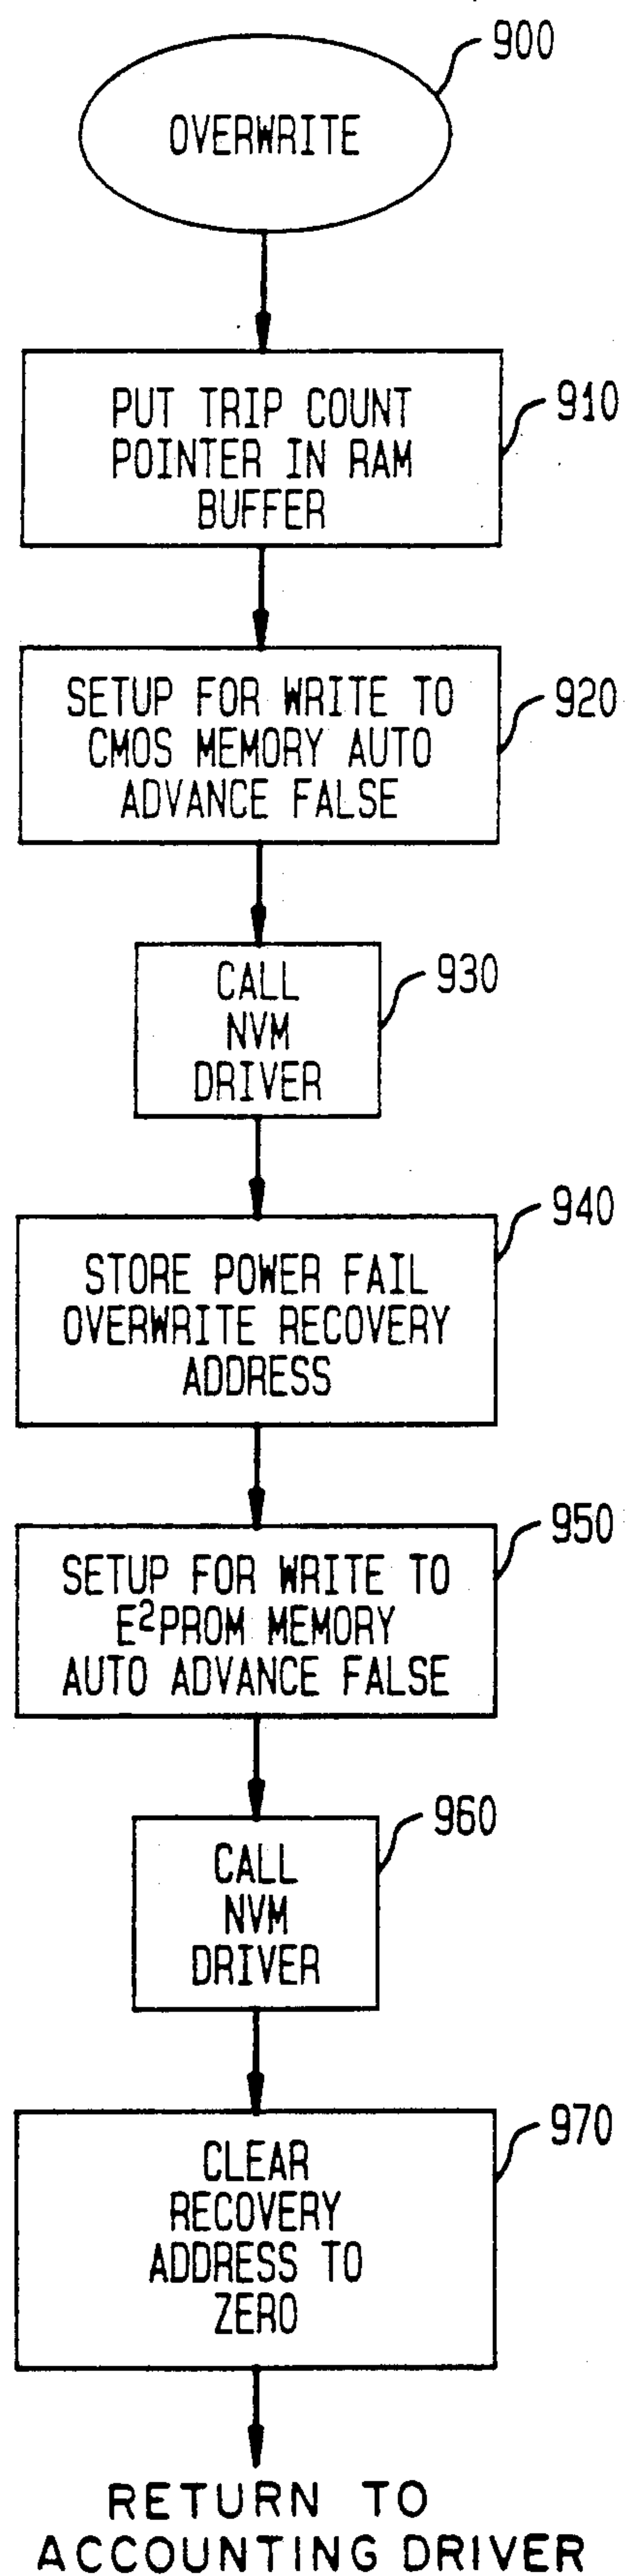 900
OVERWRITE
910
PUT TRIP COUNT
POINTER IN RAM
BUFFER
920
SETUP FOR WRITE TO
CMOS MEMORY AUTO
ADVANCE FALSE
930
CALL
NVM
DRIVER
940
STORE POWER FAIL
OVERWRITE RECOVERY
ADDRESS
950
SETUP FOR WRITE TO
E²PROM MEMORY
AUTO ADVANCE FALSE
960
CALL
NVM
DRIVER
970
CLEAR
RECOVERY
ADDRESS TO
ZERO
RETURN TO
ACCOUNTING DRIVER